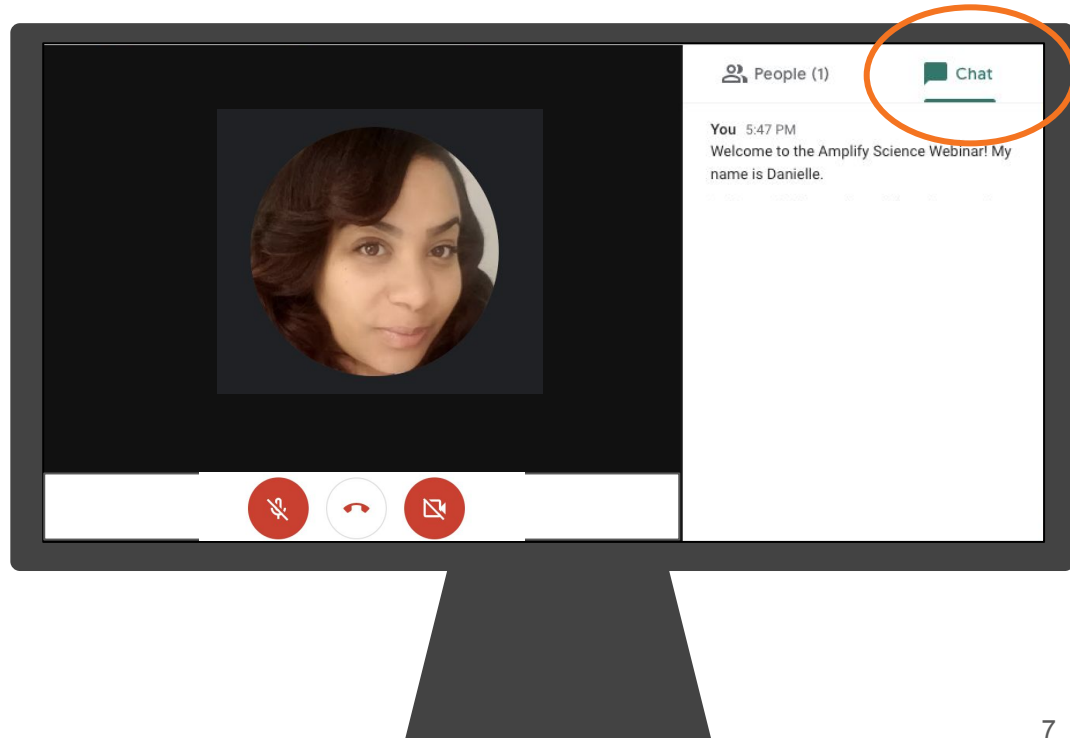 People (1)
Chat
You 5:47 PM
Welcome to the Amplify Science Webinar! My
name is Danielle.
7